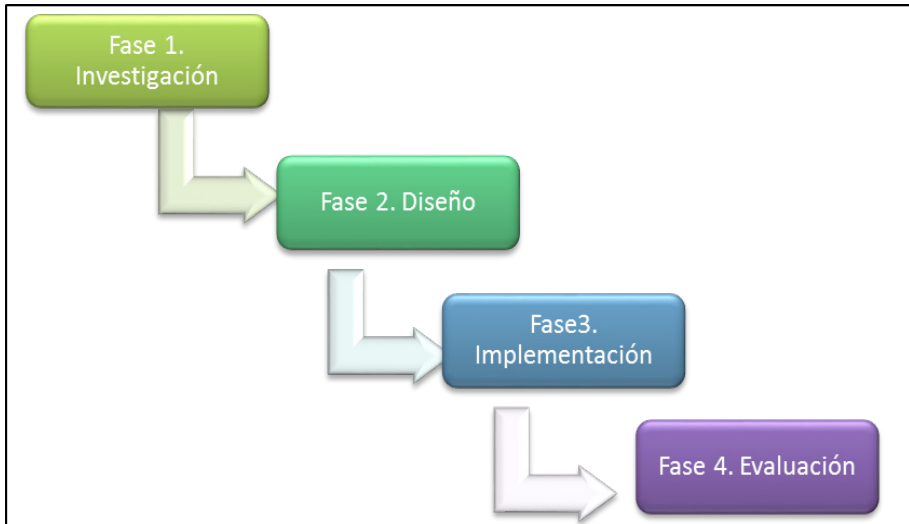 Fase 1.
Investigación
Fase 2. Diseño
Fase3.
Implementación
Fase 4. Evaluación